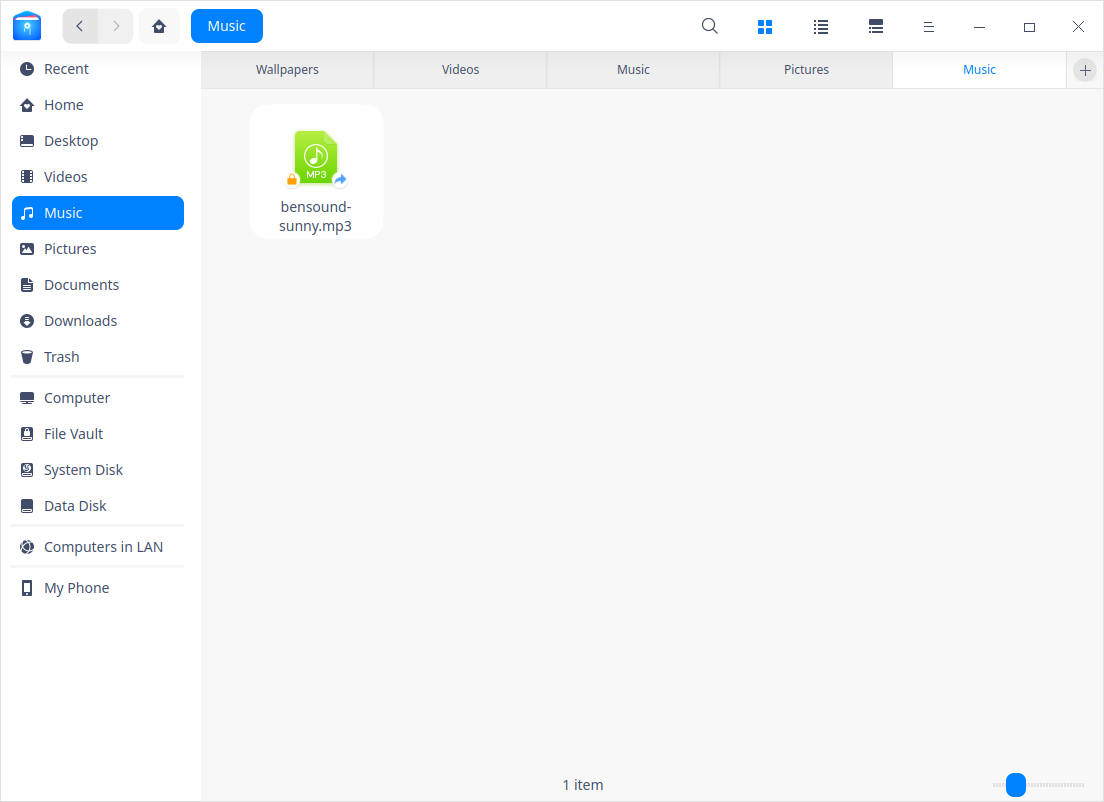 Music
Recent
Home
Desktop
Videos
Music
Pictures
Documents
Downloads
Trash
Computer
File Vault
System Disk
Data Disk
Computers in LAN
My Phone
Wallpapers
Videos
Music
Pictures
Music
MP3
bensound-
sunny.mp3
1 item